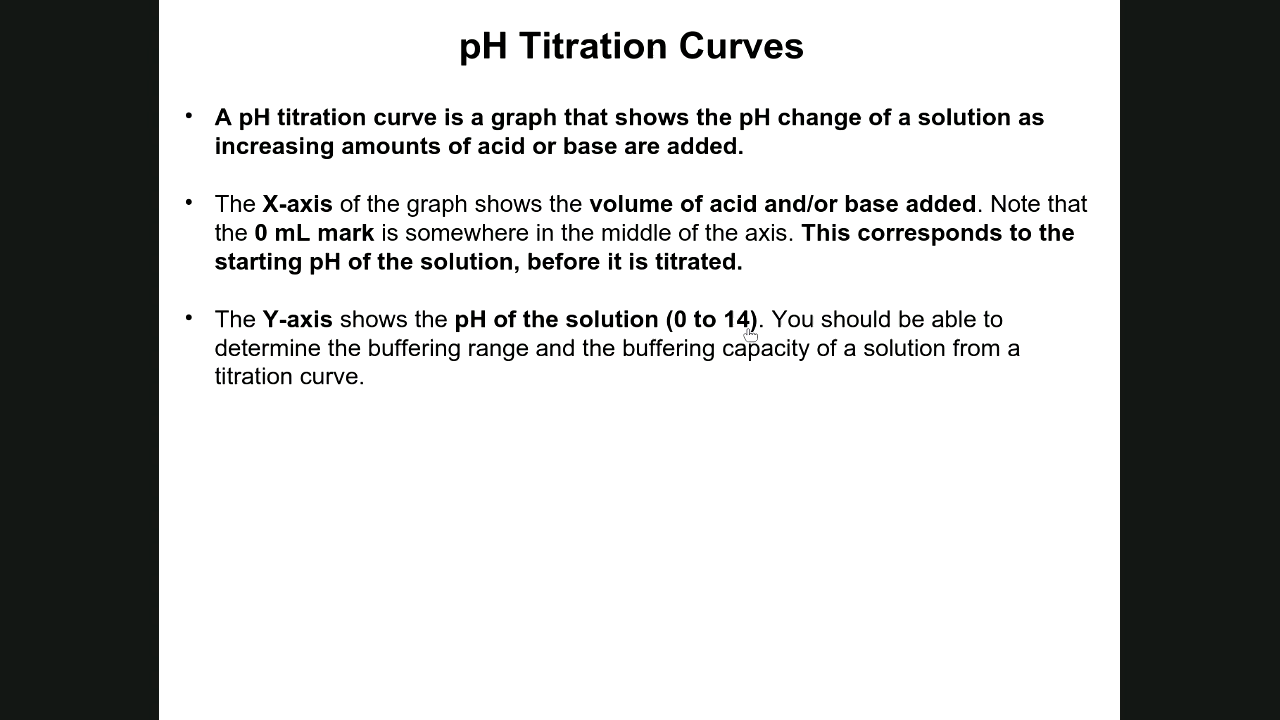 pH Titration Curves
• A pH titration curve is a graph that shows the pH change of a solution as
increasing amounts of acid or base are added.
• The X-axis of the graph shows the volume of acid and/or base added. Note that
the 0 mL mark is somewhere in the middle of the axis. This corresponds to the
starting pH of the solution, before it is titrated.
• The Y-axis shows the pH of the solution (0 to 14). You should be able to
determine the buffering range and the buffering capacity of a solution from a
titration curve.